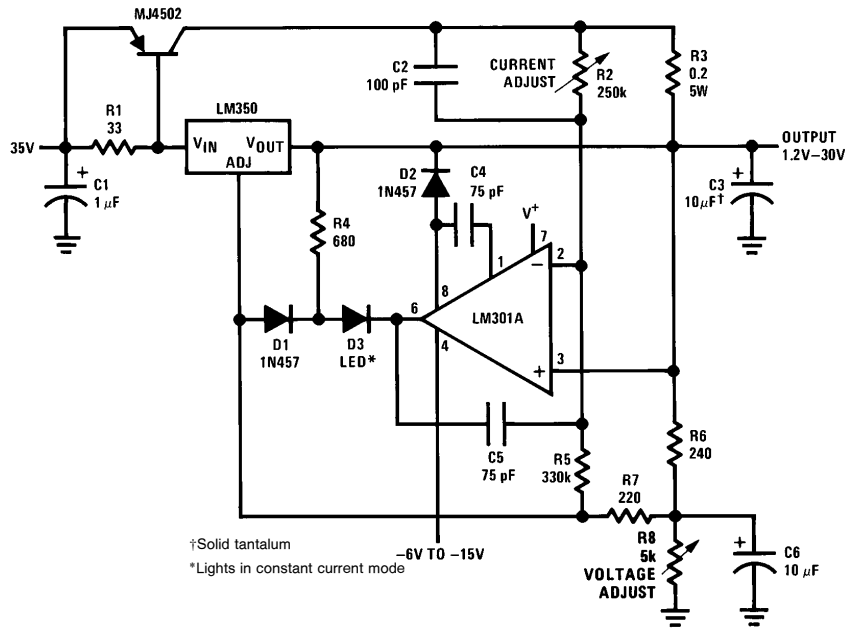 MJ4502
C2
100 pF
CURRENT
ADJUST
R2
250k
R3
0.2
5W
R1
33
LM350
35V
VIN
VOUT
ADJ
OUTPUT
1.2V–30V
+
C1
1 μF
D2
1N457
C4
75 pF
+
C3
10μF†
R4
680
V+
7
1
2
−
8
6
LM301A
D1
1N457
D3
LED*
4
3
+
C5
75 pF
R5
330k
R6
240
R7
220
†Solid tantalum
*Lights in constant current mode
–6V TO –15V
R8
5k
VOLTAGE
ADJUST
+
C6
10 μF